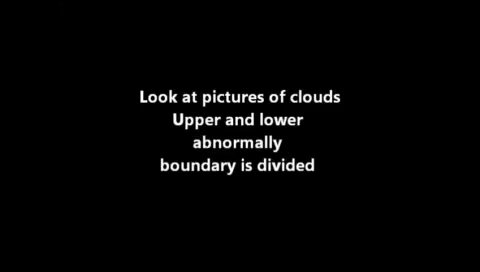 Look at pictures of clouds
Upper and lower
abnormally
boundary is divided